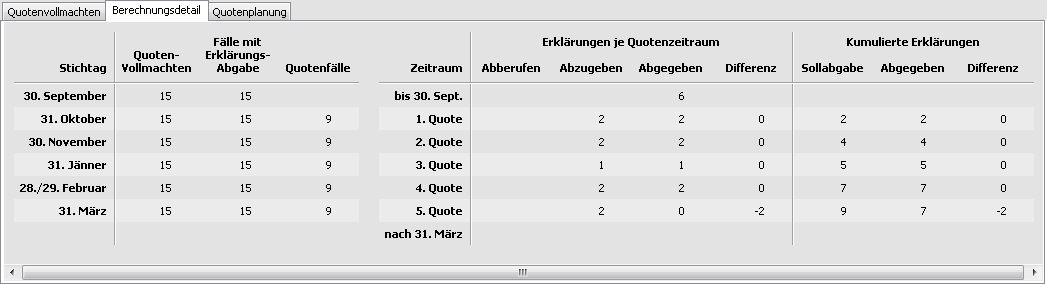 Quotenvollmachten Berechnungsdetail Quotenplanung
Fälle mit Erklärungen je Quotenzeitraum Kumulierte Erklärungen
Quoten- Erklärungs-
Stichtag Vollmachten Abgabe Quotenfälle Zeitraum Abberufen Abzugeben Abgegeben Differenz Sollabgabe Abgegeben Differenz
30. September 15 15 bis 30. Sept. 6
31. Oktober 15 15 9 1. Quote 2 2 0 2 2 0
30. November 15 15 9 2. Quote 2 2 0 4 4 0
31. Jänner 15 15 9 3. Quote 1 1 0 5 5 0
28./29. Februar 15 15 9 4. Quote 2 2 0 7 7 0
31. März 15 15 9 5. Quote 2 0 -2 9 7 -2
nach 31. März